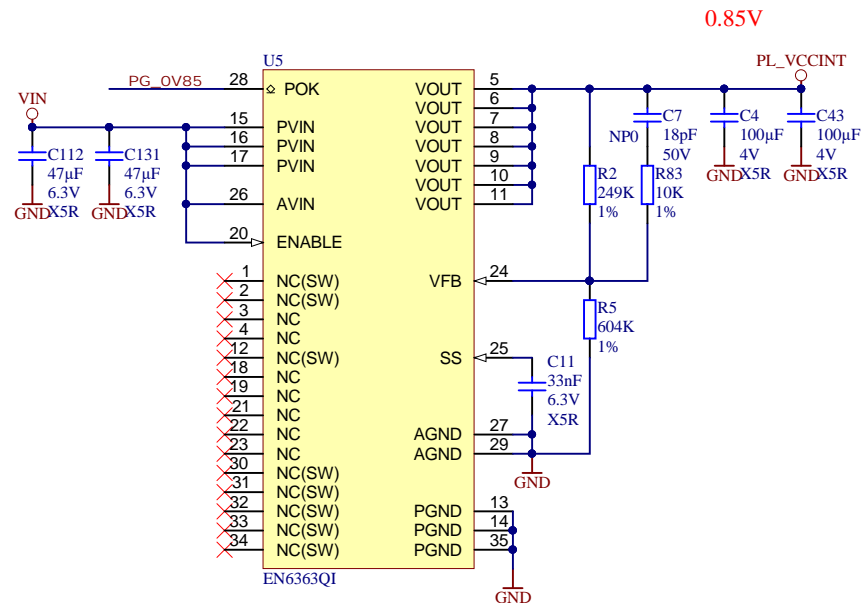 0.85V
U5
PL_VCCINT
PG_0V85
28
POK
VOUT
5
VOUT
6
VIN
15
PVIN
VOUT
7
C7
C4
C43
16
PVIN
VOUT
8
NP0
18pF
100µF
100µF
C112
C131
17
PVIN
VOUT
9
50V
4V
4V
47µF
47µF
VOUT
10
R2
R83
X5R
X5R
6.3V
6.3V
26
AVIN
VOUT
11
249K
10K
GND
GND
X5R
X5R
1%
1%
GND
GND
20
ENABLE
1
NC(SW)
VFB
24
2
NC(SW)
3
NC
R5
4
NC
604K
12
NC(SW)
SS
25
1%
18
NC
C11
19
NC
33nF
21
NC
6.3V
22
NC
AGND
27
X5R
23
NC
AGND
29
30
NC(SW)
GND
31
NC(SW)
32
NC(SW)
PGND
13
33
NC(SW)
PGND
14
34
NC(SW)
PGND
35
EN6363QI
GND